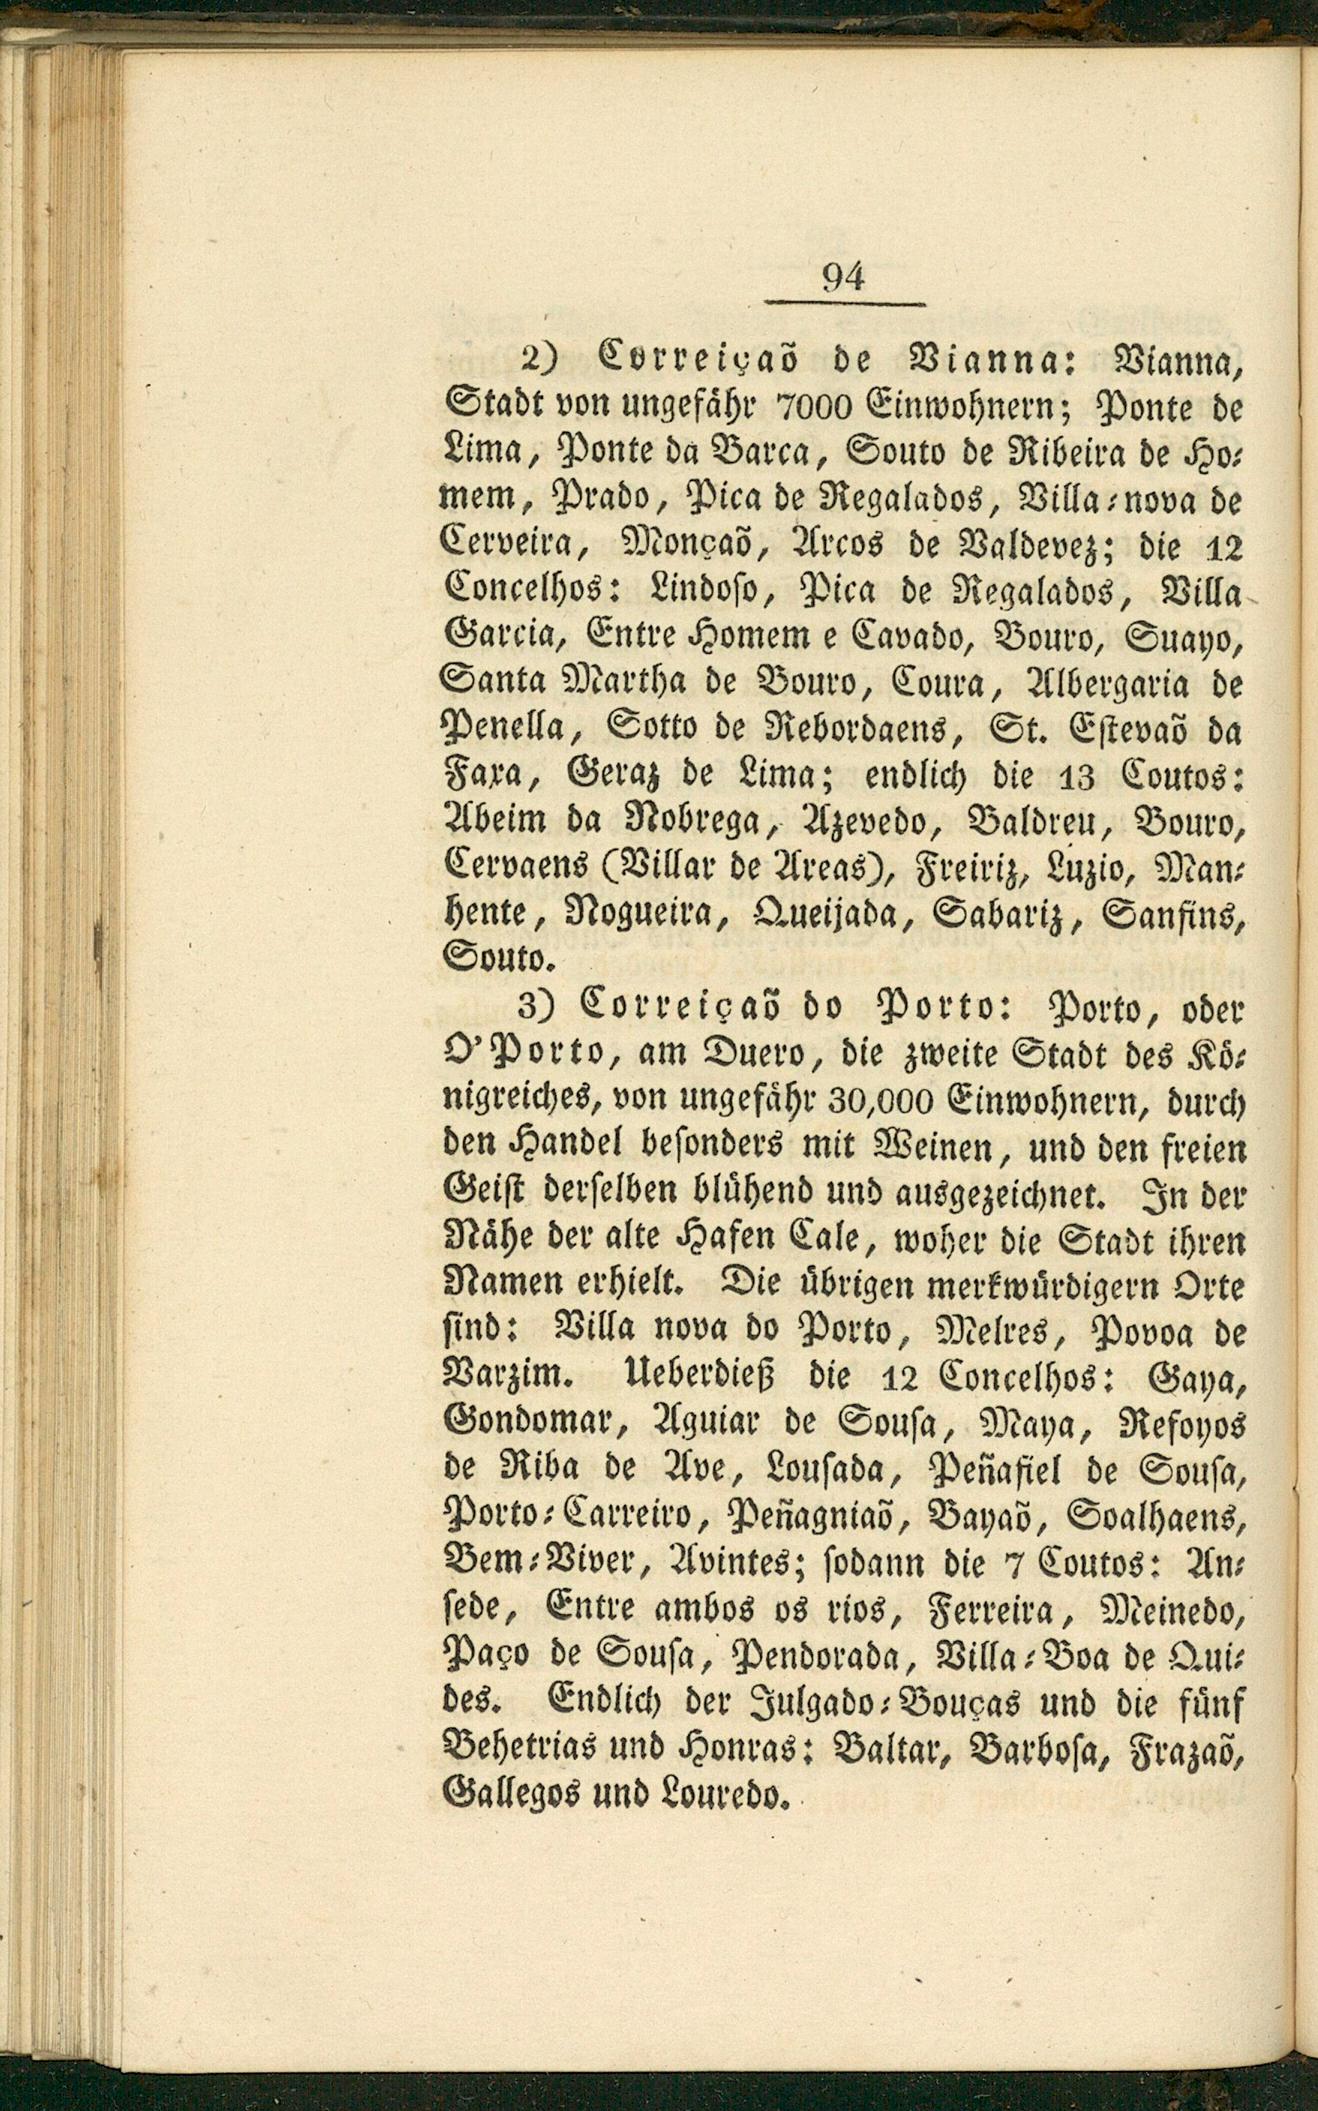 94
2) Correiçaõ de Vianna: Vianna,
Stadt von ungefähr 7000 Einwohnern; Ponte de
Lima, Ponte da Barca, Souto de Ribeira de Ho-
mem, Prado, Pica de Regalados, Villa-nova de
Cerveira, Monçaõ, Arcos de Valdevez; die 12
Concelhos: Lindoso, Pica de Regalados, Villa
Garcia, Entre Homem e Cavado, Bouro, Suayo,
Santa Martha de Bouro, Coura, Albergaria de
Penella, Sotto de Rebordaens, St. Estevaõ da
Faxa, Geraz de Lima; endlich die 13 Coutos:
Abeim da Nobrega, Azevedo, Baldreu, Bouro,
Cervaens (Villar de Areas), Freiriz, Luzio, Man-
hente, Nogueira, Queijada, Sabariz, Sanfins,
Souto.
3) Correiçaõ do Porto: Porto, oder
O'Porto, am Duero, die zweite Stadt des Kö-
nigreiches, von ungefähr 30,000 Einwohnern, durch
den Handel besonders mit Weinen, und den freien
Geist derselben blühend und ausgezeichnet. In der
Nähe der alte Hafen Cale, woher die Stadt ihren
Namen erhielt. Die übrigen merkwürdigern Orte
sind: Villa nova do Porto, Melres, Povoa de
Varzim. Ueberdieß die 12 Concelhos: Gaya,
Gondomar, Aguiar de Sousa, Maya, Refoyos
de Riba de Ave, Lousada, Peñafiel de Sousa,
Porto-Carreiro, Peñagniaõ, Bayaõ, Soalhaens,
Bem-Viver, Avintes; sodann die 7 Coutos: An-
sede, Entre ambos os rios, Ferreira, Meinedo,
Paço de Sousa, Pendorada, Villa-Boa de Qui-
des. Endlich der Julgado-Bouças und die fünf
Behetrias und Honras: Baltar, Barbosa, Frazaõ,
Gallegos und Louredo.